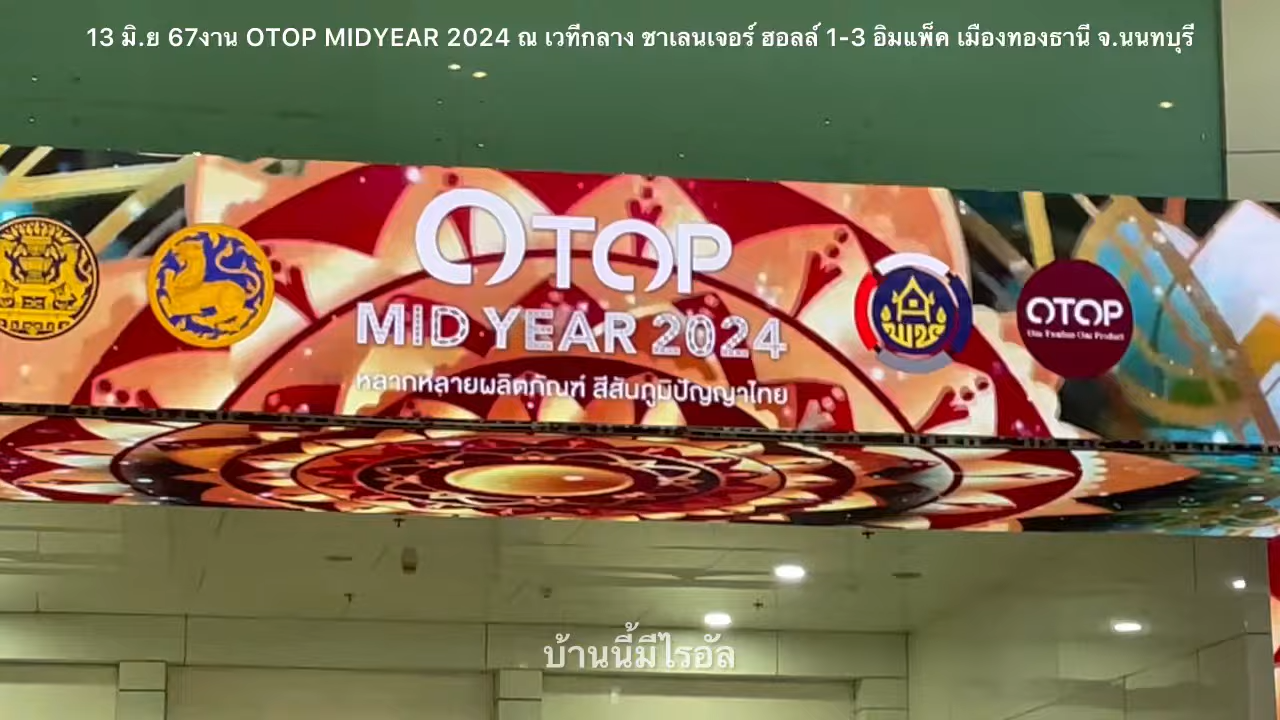 13 มิ.ย 67งาน OTOP MIDYEAR 2024 ณ เวทีกลาง ชาเลนเจอร์ ฮอลล์ 1-3 อิมแพ็ค เมืองทองธานี จ.นนทบุรี
OTOP
MID YEAR 2024
หลากหลายผลิตภัณฑ์ สีสันภูมิปัญญาไทย
พช
OTOP
One Tambon One Product
บ้านนี้มีไรอัล